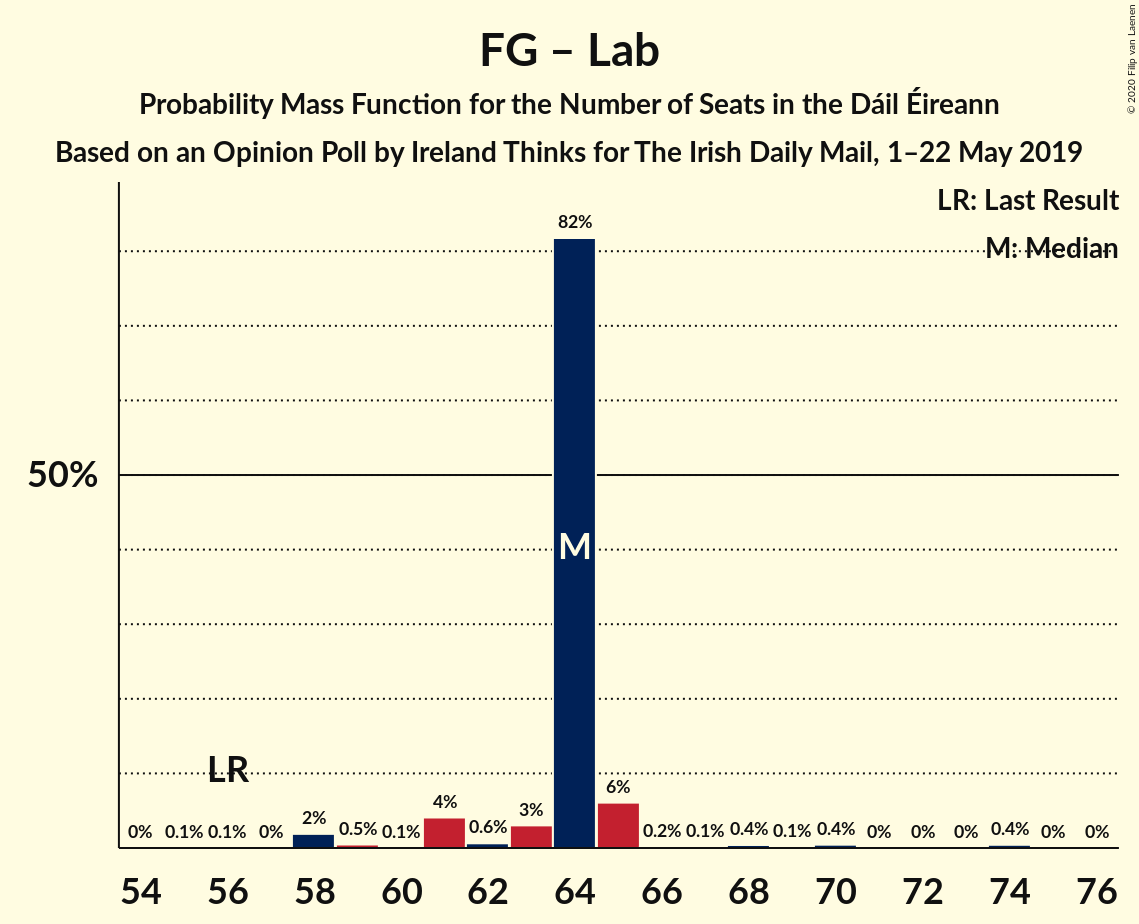 FG – Lab
Probability Mass Function for the Number of Seats in the Dáil Éireann
Based on an Opinion Poll by Ireland Thinks for The Irish Daily Mail, 1–22 May 2019
© 2020 Filip van Laenen
LR: Last Result
M: Median
82%
50%
M
LR
0% 0.1% 0.1% 0% 2% 0.5% 0.1% 4% 0.6% 3% 6% 0.2% 0.1% 0.4% 0.1% 0.4% 0% 0% 0% 0.4% 0% 0%
54 56 58 60 62 64 66 68 70 72 74 76